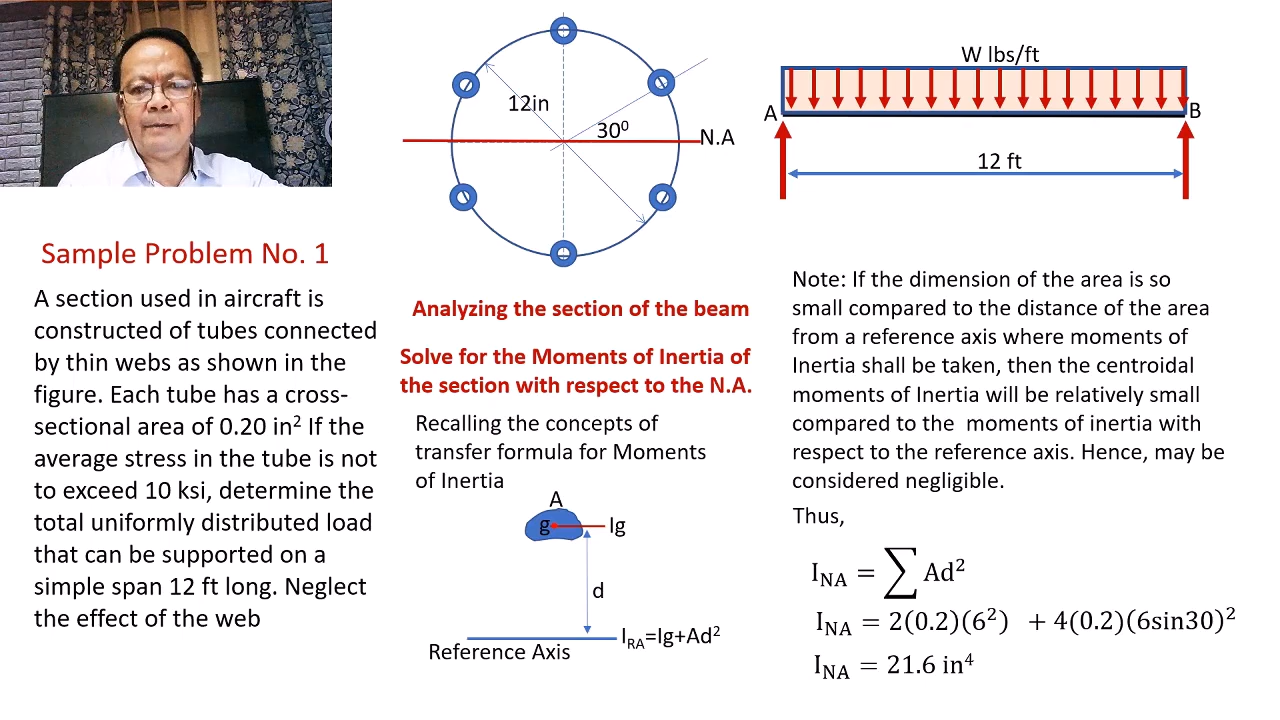 12in
30⁰
N.A
W lbs/ft
A
B
12 ft
Sample Problem No. 1
A section used in aircraft is
constructed of tubes connected
by thin webs as shown in the
figure. Each tube has a cross-
sectional area of 0.20 in² If the
average stress in the tube is not
to exceed 10 ksi, determine the
total uniformly distributed load
that can be supported on a
simple span 12 ft long. Neglect
the effect of the web
Analyzing the section of the beam
Solve for the Moments of Inertia of
the section with respect to the N.A.
Recalling the concepts of
transfer formula for Moments
of Inertia
A
g
Ig
d
I_RA=Ig+Ad²
Reference Axis
Note: If the dimension of the area is so
small compared to the distance of the area
from a reference axis where moments of
Inertia shall be taken, then the centroidal
moments of Inertia will be relatively small
compared to the moments of inertia with
respect to the reference axis. Hence, may be
considered negligible.
Thus,
I_NA = ∑ Ad²
I_NA = 2(0.2)(6²) + 4(0.2)(6sin30)²
I_NA = 21.6 in⁴